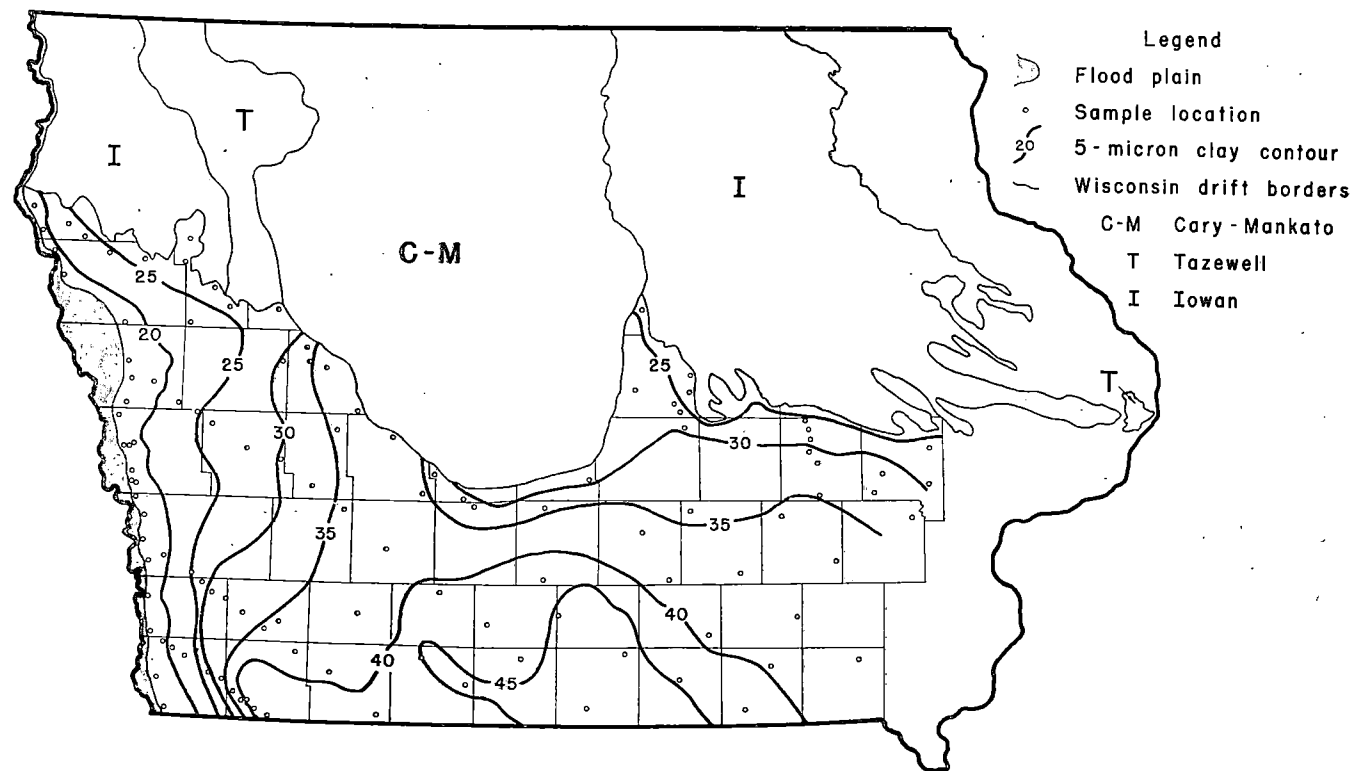 Legend
Flood plain
Sample location
20 5-micron clay contour
Wisconsin drift borders
C-M Cary-Mankato
T Tazewell
I Iowan
T
I
I
C-M
25
20
25
25
T
30
30
35
35
40
40
45